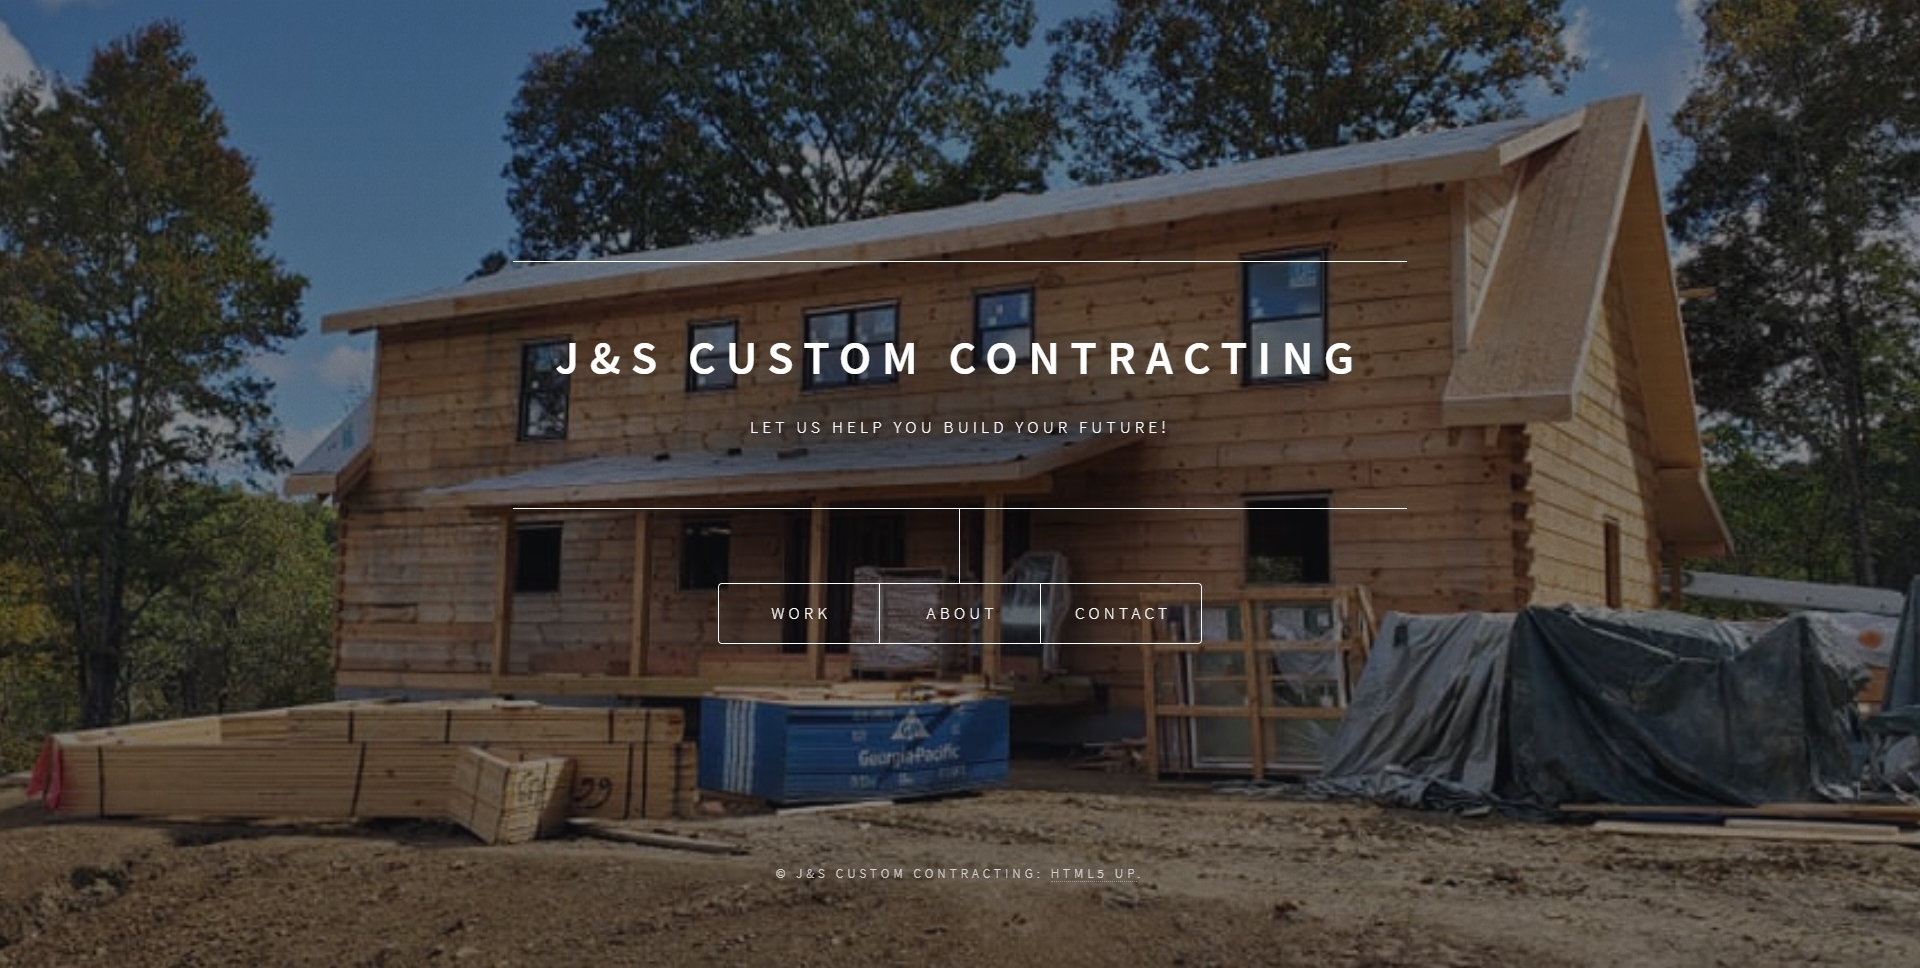 J&S CUSTOM CONTRACTING
LET US HELP YOU BUILD YOUR FUTURE!
WORK
ABOUT
CONTACT
Georgia-Pacific
© J&S CUSTOM CONTRACTING: HTML5 UP.